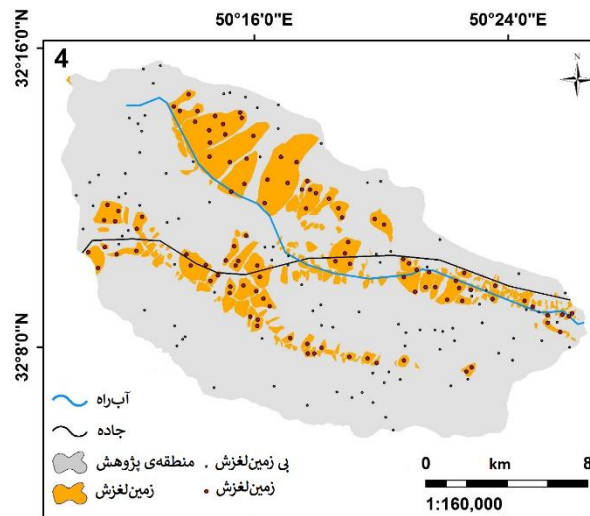 50°16'0"E
50°24'0"E
32°16'0"N
4
N
32°8'0"N
آب‌راه
جاده
منطقه‌ی پژوهش
بی زمین‌لغزش
زمین‌لغزش
زمین‌لغزش
0 km 8
1:160,000